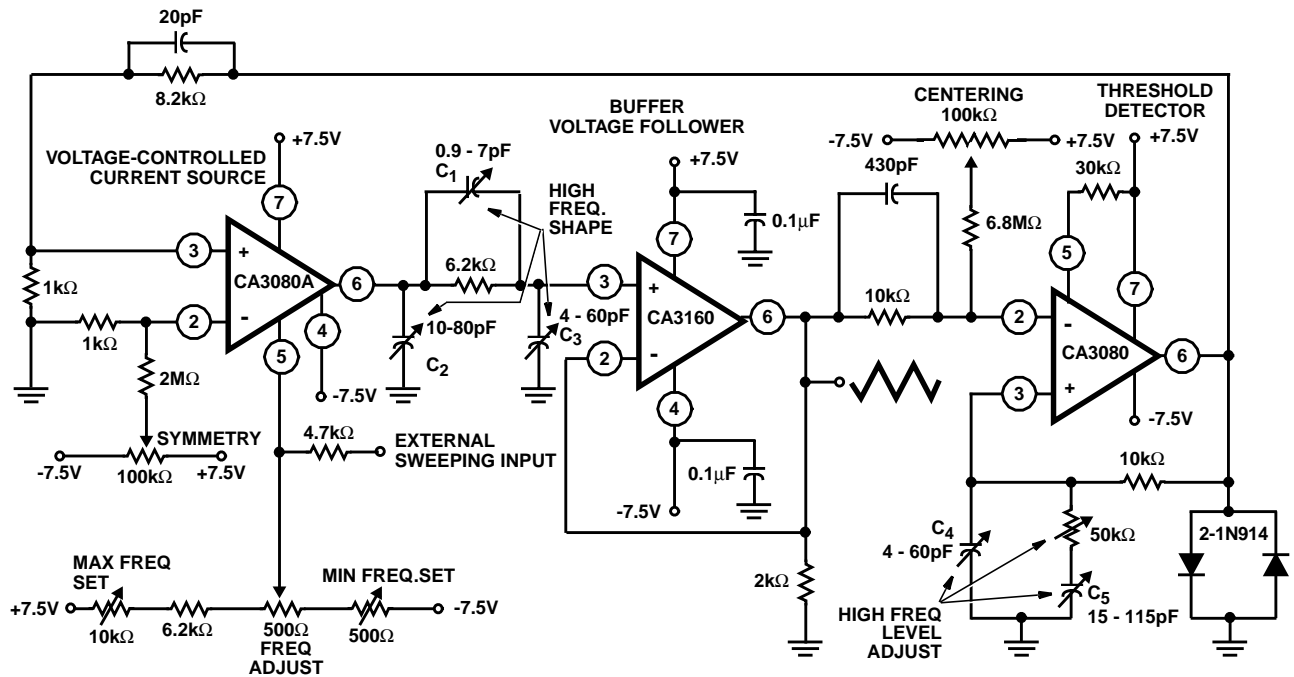 20pF
8.2kΩ
VOLTAGE-CONTROLLED
CURRENT SOURCE
+7.5V
7
3
+
CA3080A
6
1kΩ
1kΩ
2
-
4
5
-7.5V
2MΩ
SYMMETRY
-7.5V
100kΩ
+7.5V
4.7kΩ
EXTERNAL
SWEEPING INPUT
MAX FREQ
SET
+7.5V
10kΩ
6.2kΩ
500Ω
FREQ
ADJUST
MIN FREQ.SET
500Ω
-7.5V
0.9 - 7pF
C1
HIGH
FREQ.
SHAPE
6.2kΩ
10-80pF
C2
4 - 60pF
C3
BUFFER
VOLTAGE FOLLOWER
+7.5V
7
0.1μF
3
+
CA3160
6
2
-
4
0.1μF
-7.5V
2kΩ
CENTERING
-7.5V
100kΩ
+7.5V
430pF
10kΩ
6.8MΩ
THRESHOLD
DETECTOR
+7.5V
30kΩ
5
7
2
-
CA3080
6
3
+
-7.5V
10kΩ
C4
4 - 60pF
50kΩ
C5
15 - 115pF
HIGH FREQ
LEVEL
ADJUST
2-1N914